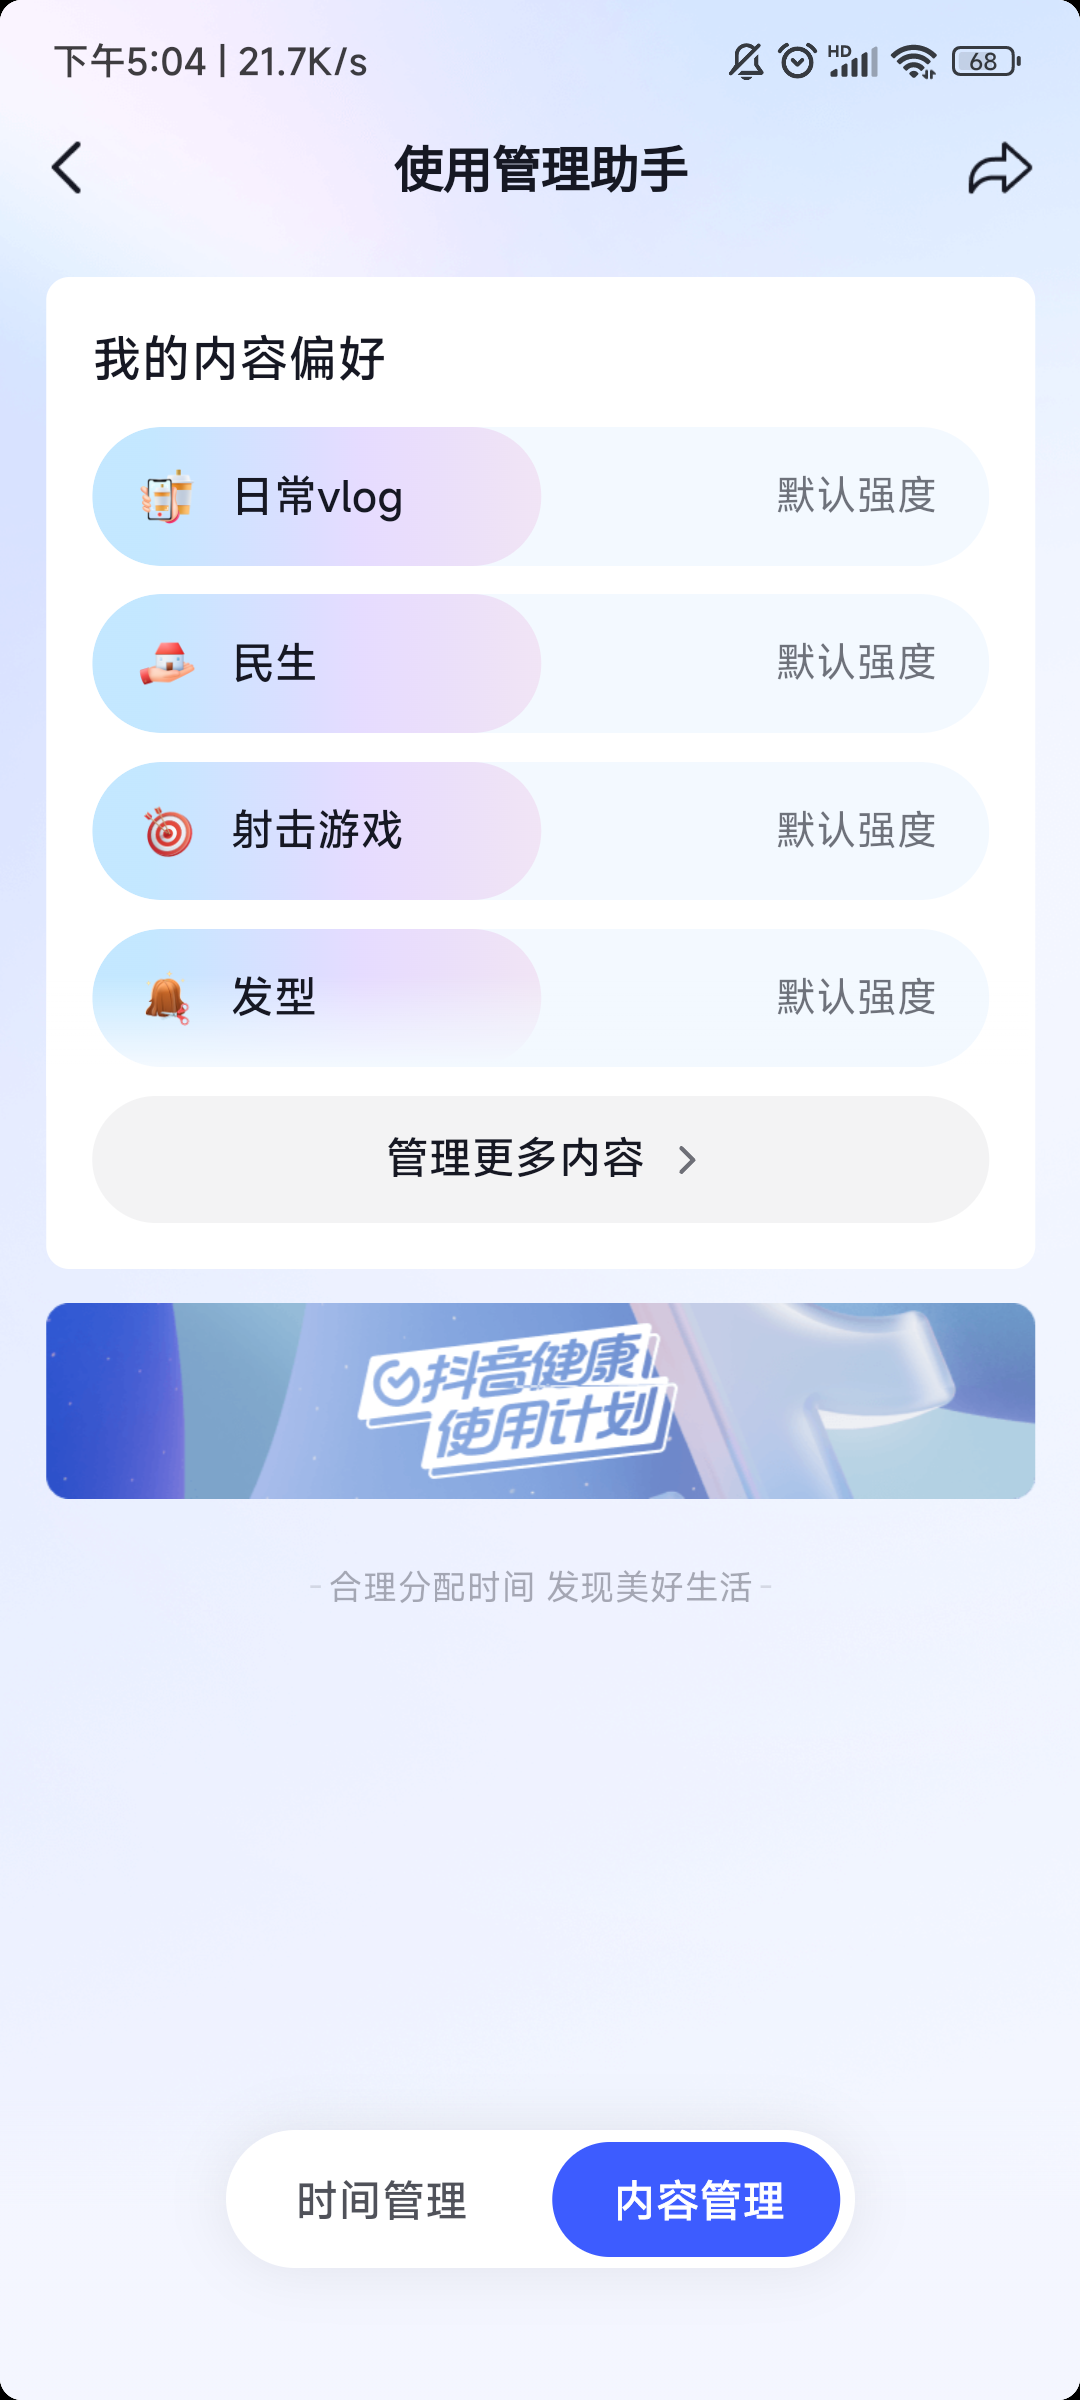 下午5:04 | 21.7K/s
HD
68
使用管理助手
我的内容偏好
日常vlog 默认强度
民生 默认强度
射击游戏 默认强度
发型 默认强度
管理更多内容
抖音健康
使用计划
- 合理分配时间 发现美好生活 -
时间管理 内容管理